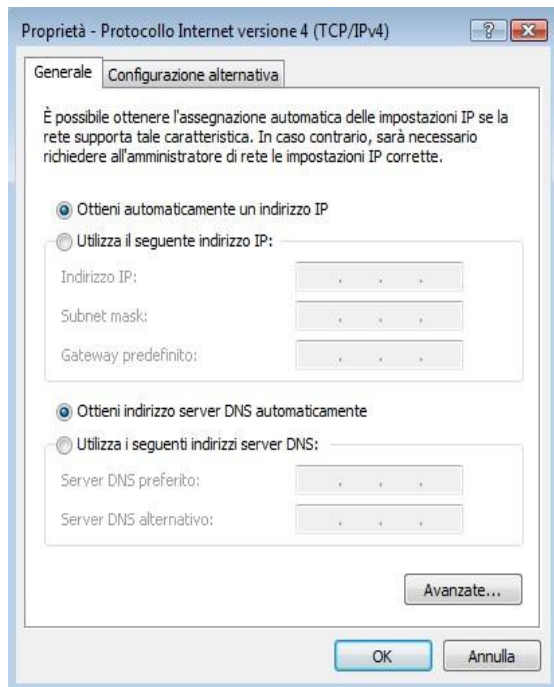 Proprietà - Protocollo Internet versione 4 (TCP/IPv4)
Generale
Configurazione alternativa
È possibile ottenere l'assegnazione automatica delle impostazioni IP se la
rete supporta tale caratteristica. In caso contrario, sarà necessario
richiedere all'amministratore di rete le impostazioni IP corrette.
Ottieni automaticamente un indirizzo IP
Utilizza il seguente indirizzo IP:
Indirizzo IP:
Subnet mask:
Gateway predefinito:
Ottieni indirizzo server DNS automaticamente
Utilizza i seguenti indirizzi server DNS:
Server DNS preferito:
Server DNS alternativo:
Avanzate...
OK
Annulla